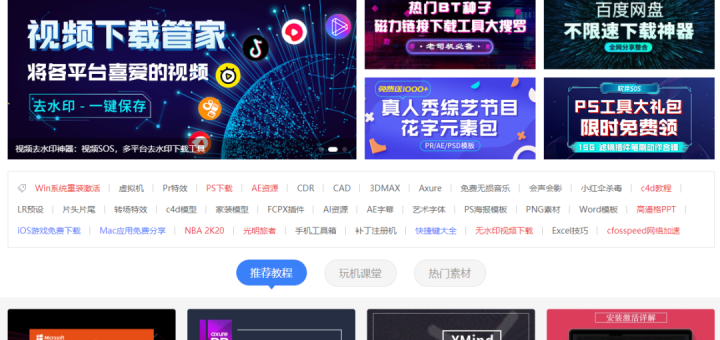 视频下载管家
将各平台喜爱的视频
去水印 - 一键保存
视频去水印神器：视频SOS，多平台去水印下载工具
热门BT种子
磁力链接下载工具大搜罗
老司机必备
百度网盘
不限速下载神器
全网分享整合
免费送1000+
真人秀综艺节目
花字元素包
PR/AE/PSD模板
软件SOS
PS工具大礼包
限时免费领
Win系统重装激活 虚拟机 Pr特效 PS下载 AE资源 CDR CAD 3DMAX Axure 免费无损音乐 会声会影 小红伞杀毒 c4d教程
LR预设 片头片尾 转场特效 c4d模型 家装模型 FCPX插件 AI资源 AE字幕 艺术字体 PS海报模板 PNG素材 Word模板 高逼格PPT
iOS游戏免费下载 Mac应用免费分享 NBA 2K20 光明旅者 手机工具箱 补丁注册机 快捷键大全 无水印视频下载 Excel技巧 cfosspeed网络加速
推荐教程 玩机课堂 热门素材
Microsoft
axure
RP
XMind
安装激活详解